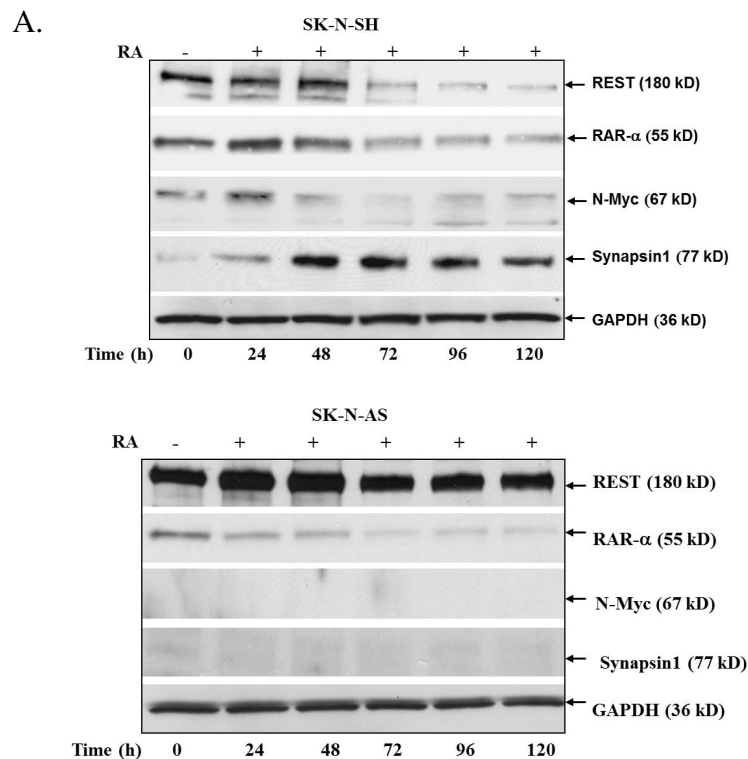 A.
SK-N-SH
RA - + + + + +
REST (180 kD)
RAR-α (55 kD)
N-Myc (67 kD)
Synapsin1 (77 kD)
GAPDH (36 kD)
Time (h) 0 24 48 72 96 120
SK-N-AS
RA - + + + + +
REST (180 kD)
RAR-α (55 kD)
N-Myc (67 kD)
Synapsin1 (77 kD)
GAPDH (36 kD)
Time (h) 0 24 48 72 96 120